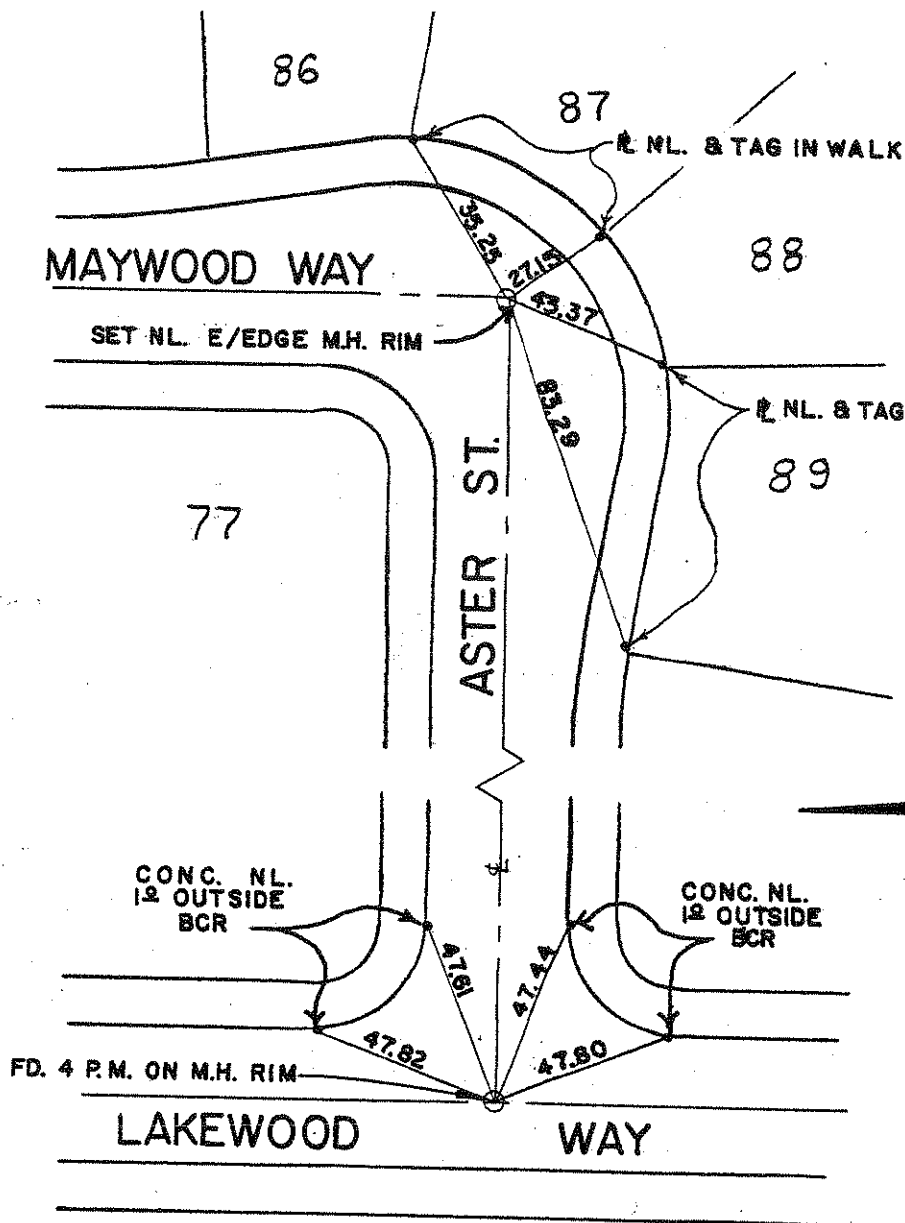 86
87
℞ NL. & TAG IN WALK
35.25
27.15
88
MAYWOOD WAY
43.37
SET NL. E/EDGE M.H. RIM
83.29
℞ NL. & TAG
89
77
ASTER ST.
℄
CONC. NL.
1º OUTSIDE
BCR
CONC. NL.
1º OUTSIDE
BCR
47.61
47.44
47.82
47.80
FD. 4 P.M. ON M.H. RIM
LAKEWOOD WAY